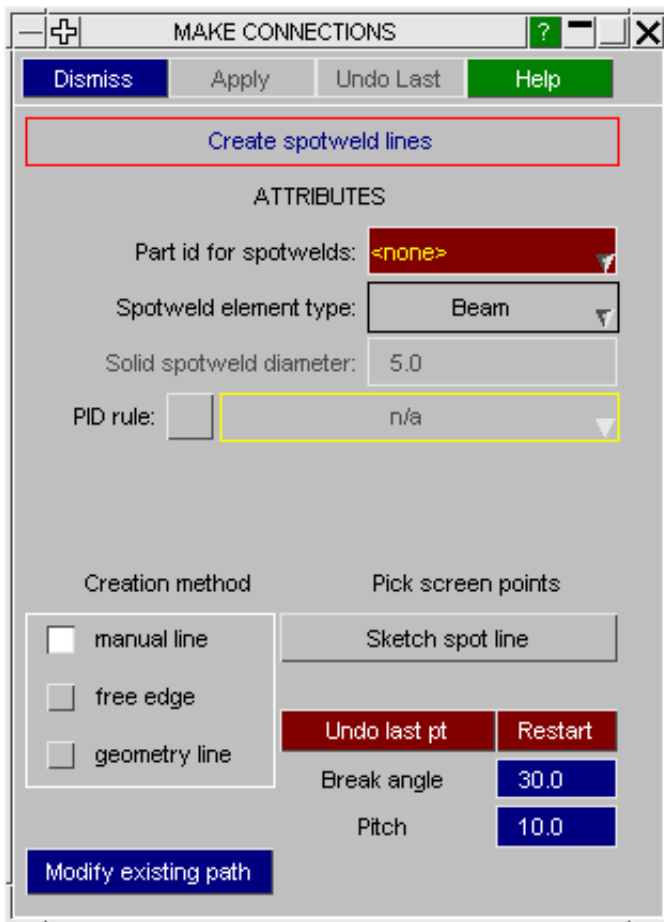 MAKE CONNECTIONS ?
Dismiss Apply Undo Last Help
Create spotweld lines
ATTRIBUTES
Part id for spotwelds: <none>
Spotweld element type: Beam
Solid spotweld diameter: 5.0
PID rule: n/a
Creation method Pick screen points
manual line Sketch spot line
free edge
Undo last pt Restart
geometry line
Break angle 30.0
Pitch 10.0
Modify existing path